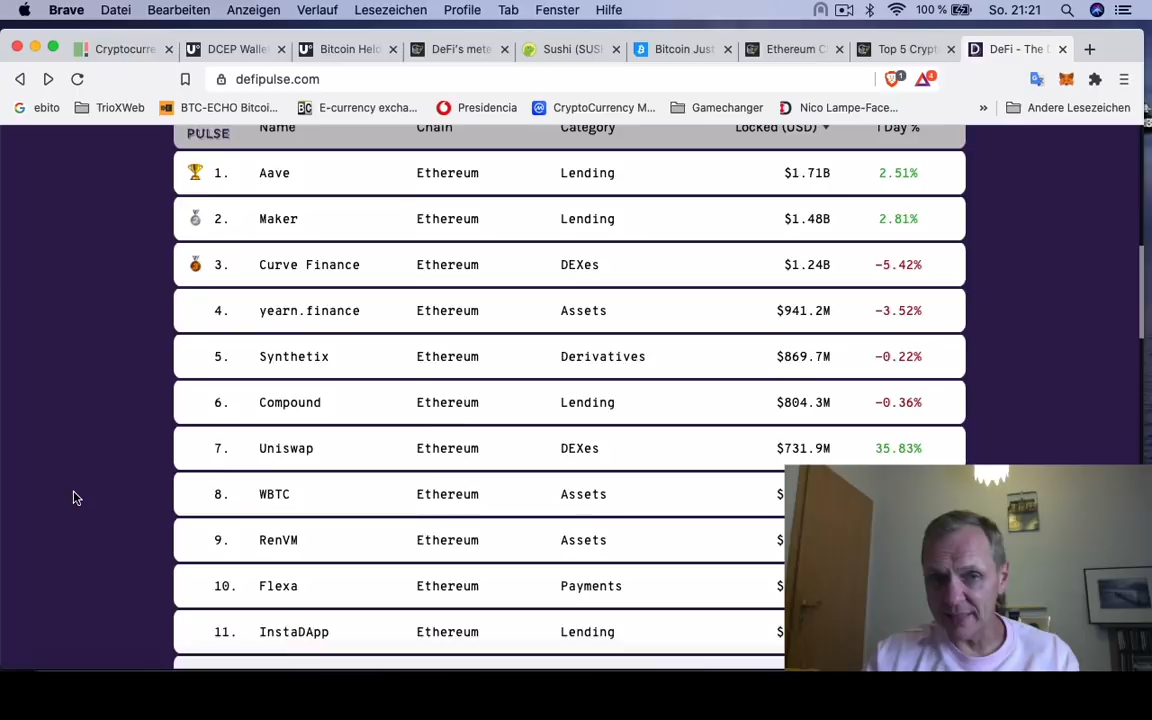 Brave Datei Bearbeiten Anzeigen Verlauf Lesezeichen Profile Tab Fenster Hilfe 100 % So. 21:21
Cryptocurre DCEP Walle Bitcoin Helo DeFi's mete Sushi (SUS Bitcoin Just Ethereum C Top 5 Crypt DeFi - The
defipulse.com 1 4
ebito TrioXWeb BTC-ECHO Bitcoi... E-currency excha... Presidencia CryptoCurrency M... Gamechanger Nico Lampe-Face... » Andere Lesezeichen
PULSE Name Chain Category Locked (USD) 1 Day %
1. Aave Ethereum Lending $1.71B 2.51%
2. Maker Ethereum Lending $1.48B 2.81%
3. Curve Finance Ethereum DEXes $1.24B -5.42%
4. yearn.finance Ethereum Assets $941.2M -3.52%
5. Synthetix Ethereum Derivatives $869.7M -0.22%
6. Compound Ethereum Lending $804.3M -0.36%
7. Uniswap Ethereum DEXes $731.9M 35.83%
8. WBTC Ethereum Assets $
9. RenVM Ethereum Assets $
10. Flexa Ethereum Payments $
11. InstaDApp Ethereum Lending $